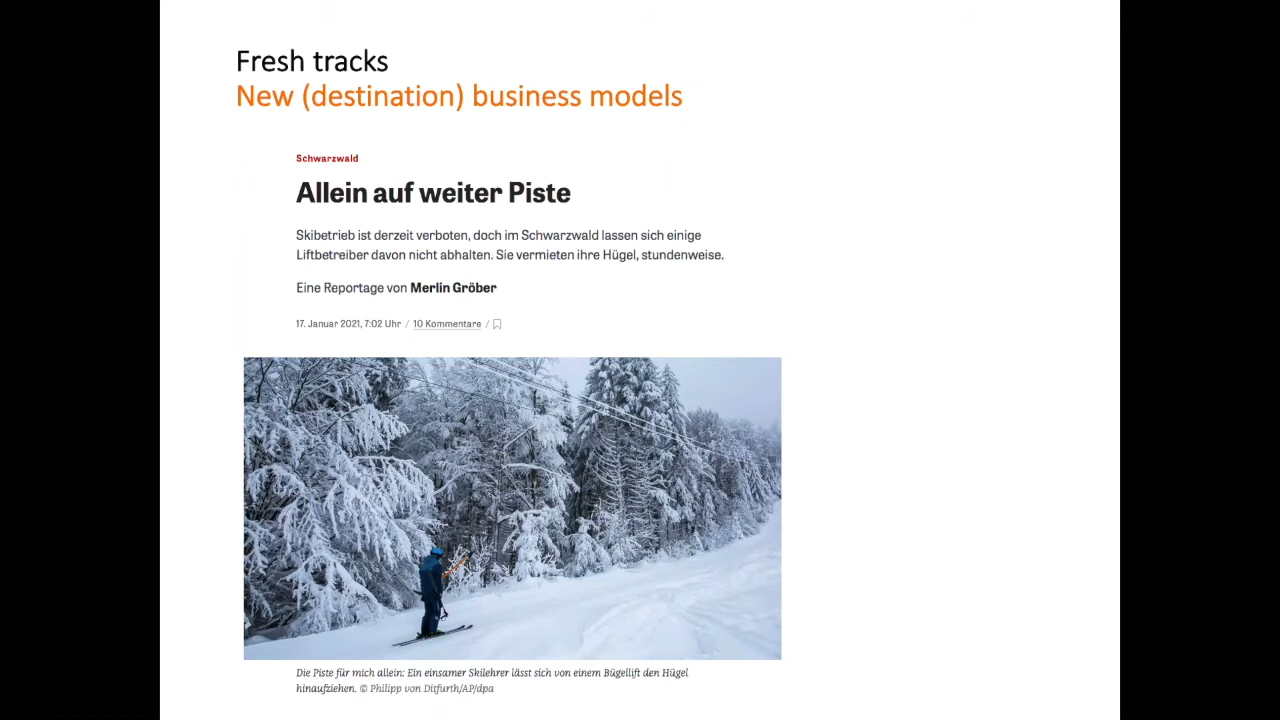 Fresh tracks
New (destination) business models
Schwarzwald
Allein auf weiter Piste
Skibetrieb ist derzeit verboten, doch im Schwarzwald lassen sich einige
Liftbetreiber davon nicht abhalten. Sie vermieten ihre Hügel, stundenweise.
Eine Reportage von Merlin Gröber
17. Januar 2021, 7:02 Uhr / 10 Kommentare /
Die Piste für mich allein: Ein einsamer Skilehrer lässt sich von einem Bügellift den Hügel
hinaufziehen. © Philipp von Ditfurth/AP/dpa